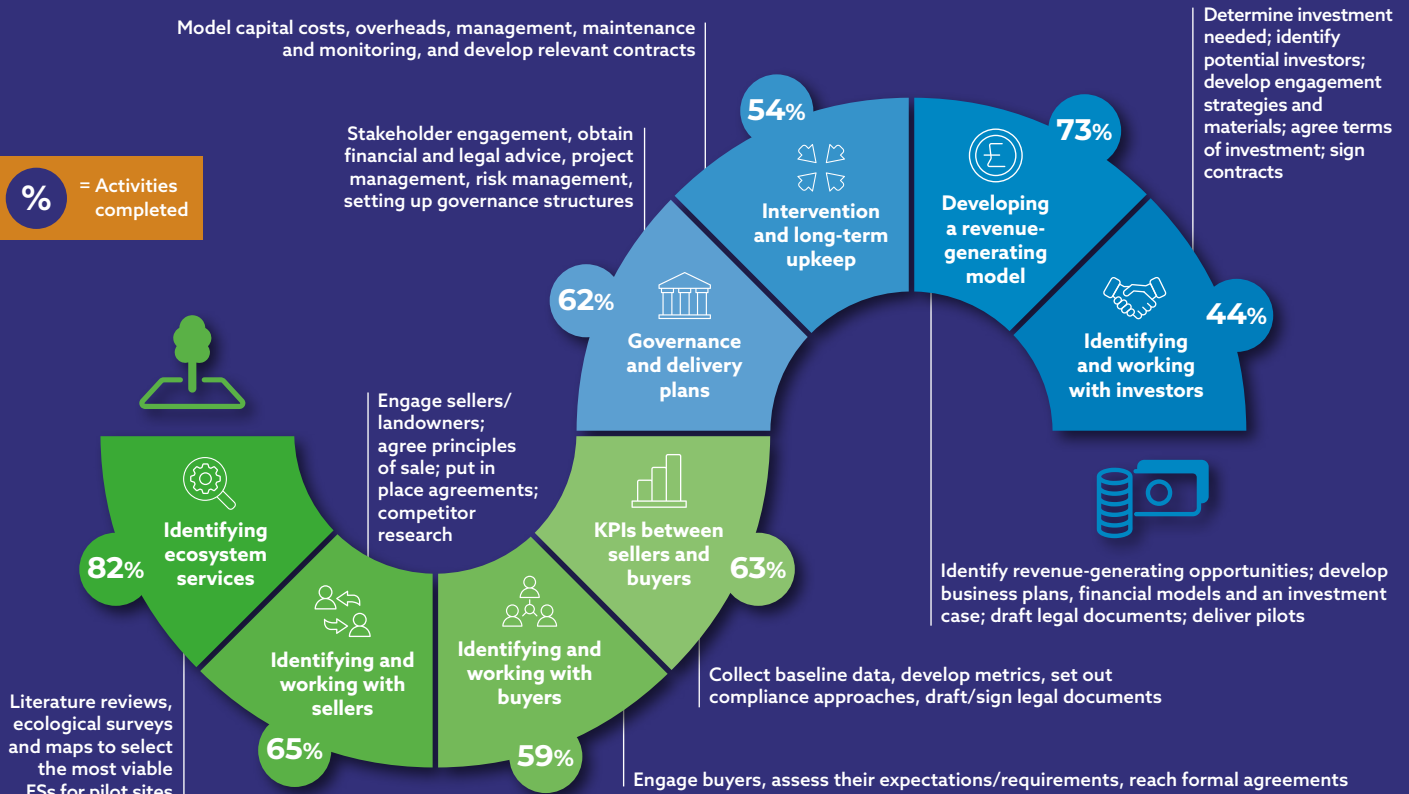 Model capital costs, overheads, management, maintenance
and monitoring, and develop relevant contracts
Determine investment
needed; identify
potential investors;
develop engagement
strategies and
materials; agree terms
of investment; sign
contracts
Stakeholder engagement, obtain
financial and legal advice, project
management, risk management,
setting up governance structures
%
= Activities
completed
54%
Intervention
and long-term
upkeep
73%
Developing
a revenue-
generating
model
62%
Governance
and delivery
plans
44%
Identifying
and working
with investors
Engage sellers/
landowners;
agree principles
of sale; put in
place agreements;
competitor
research
82%
Identifying
ecosystem
services
KPIs between
sellers and
buyers
63%
Identify revenue-generating opportunities; develop
business plans, financial models and an investment
case; draft legal documents; deliver pilots
Identifying and
working with
sellers
65%
Identifying and
working with
buyers
59%
Collect baseline data, develop metrics, set out
compliance approaches, draft/sign legal documents
Literature reviews,
ecological surveys
and maps to select
the most viable
ESs for pilot sites
Engage buyers, assess their expectations/requirements, reach formal agreements